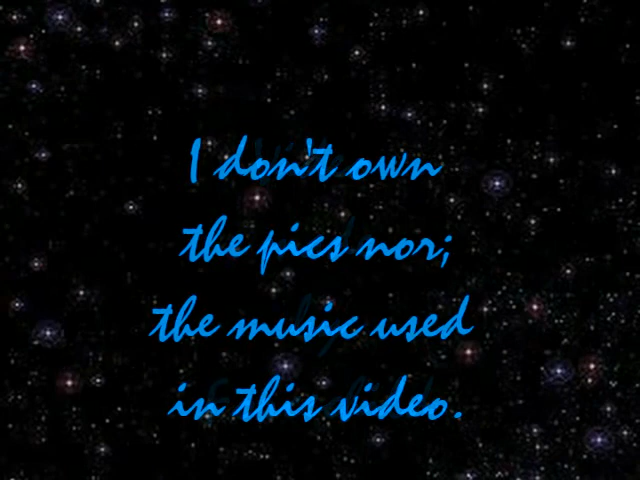 I don't own
the pics nor;
the music used
in this video.